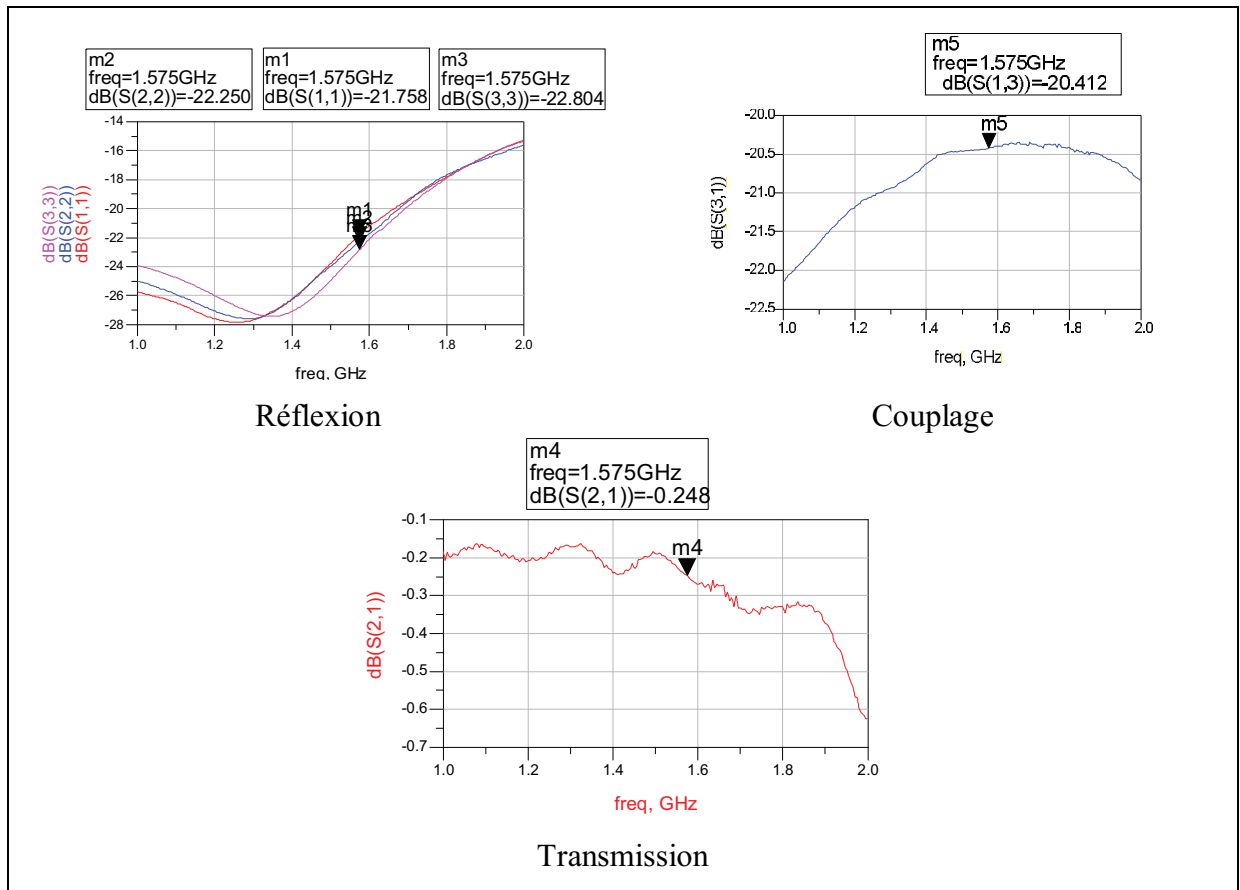 m2
freq=1.575GHz
dB(S(2,2))=-22.250
m1
freq=1.575GHz
dB(S(1,1))=-21.758
m3
freq=1.575GHz
dB(S(3,3))=-22.804
-14
-16
-18
-20
-22
-24
-26
-28
dB(S(3,3))
dB(S(2,2))
dB(S(1,1))
m1
m2
m3
1.0
1.2
1.4
1.6
1.8
2.0
freq, GHz
Réflexion
m5
freq=1.575GHz
dB(S(1,3))=-20.412
-20.0
-20.5
-21.0
-21.5
-22.0
-22.5
dB(S(3,1))
m5
1.0
1.2
1.4
1.6
1.8
2.0
freq, GHz
Couplage
m4
freq=1.575GHz
dB(S(2,1))=-0.248
-0.1
-0.2
-0.3
-0.4
-0.5
-0.6
-0.7
dB(S(2,1))
m4
1.0
1.2
1.4
1.6
1.8
2.0
freq, GHz
Transmission